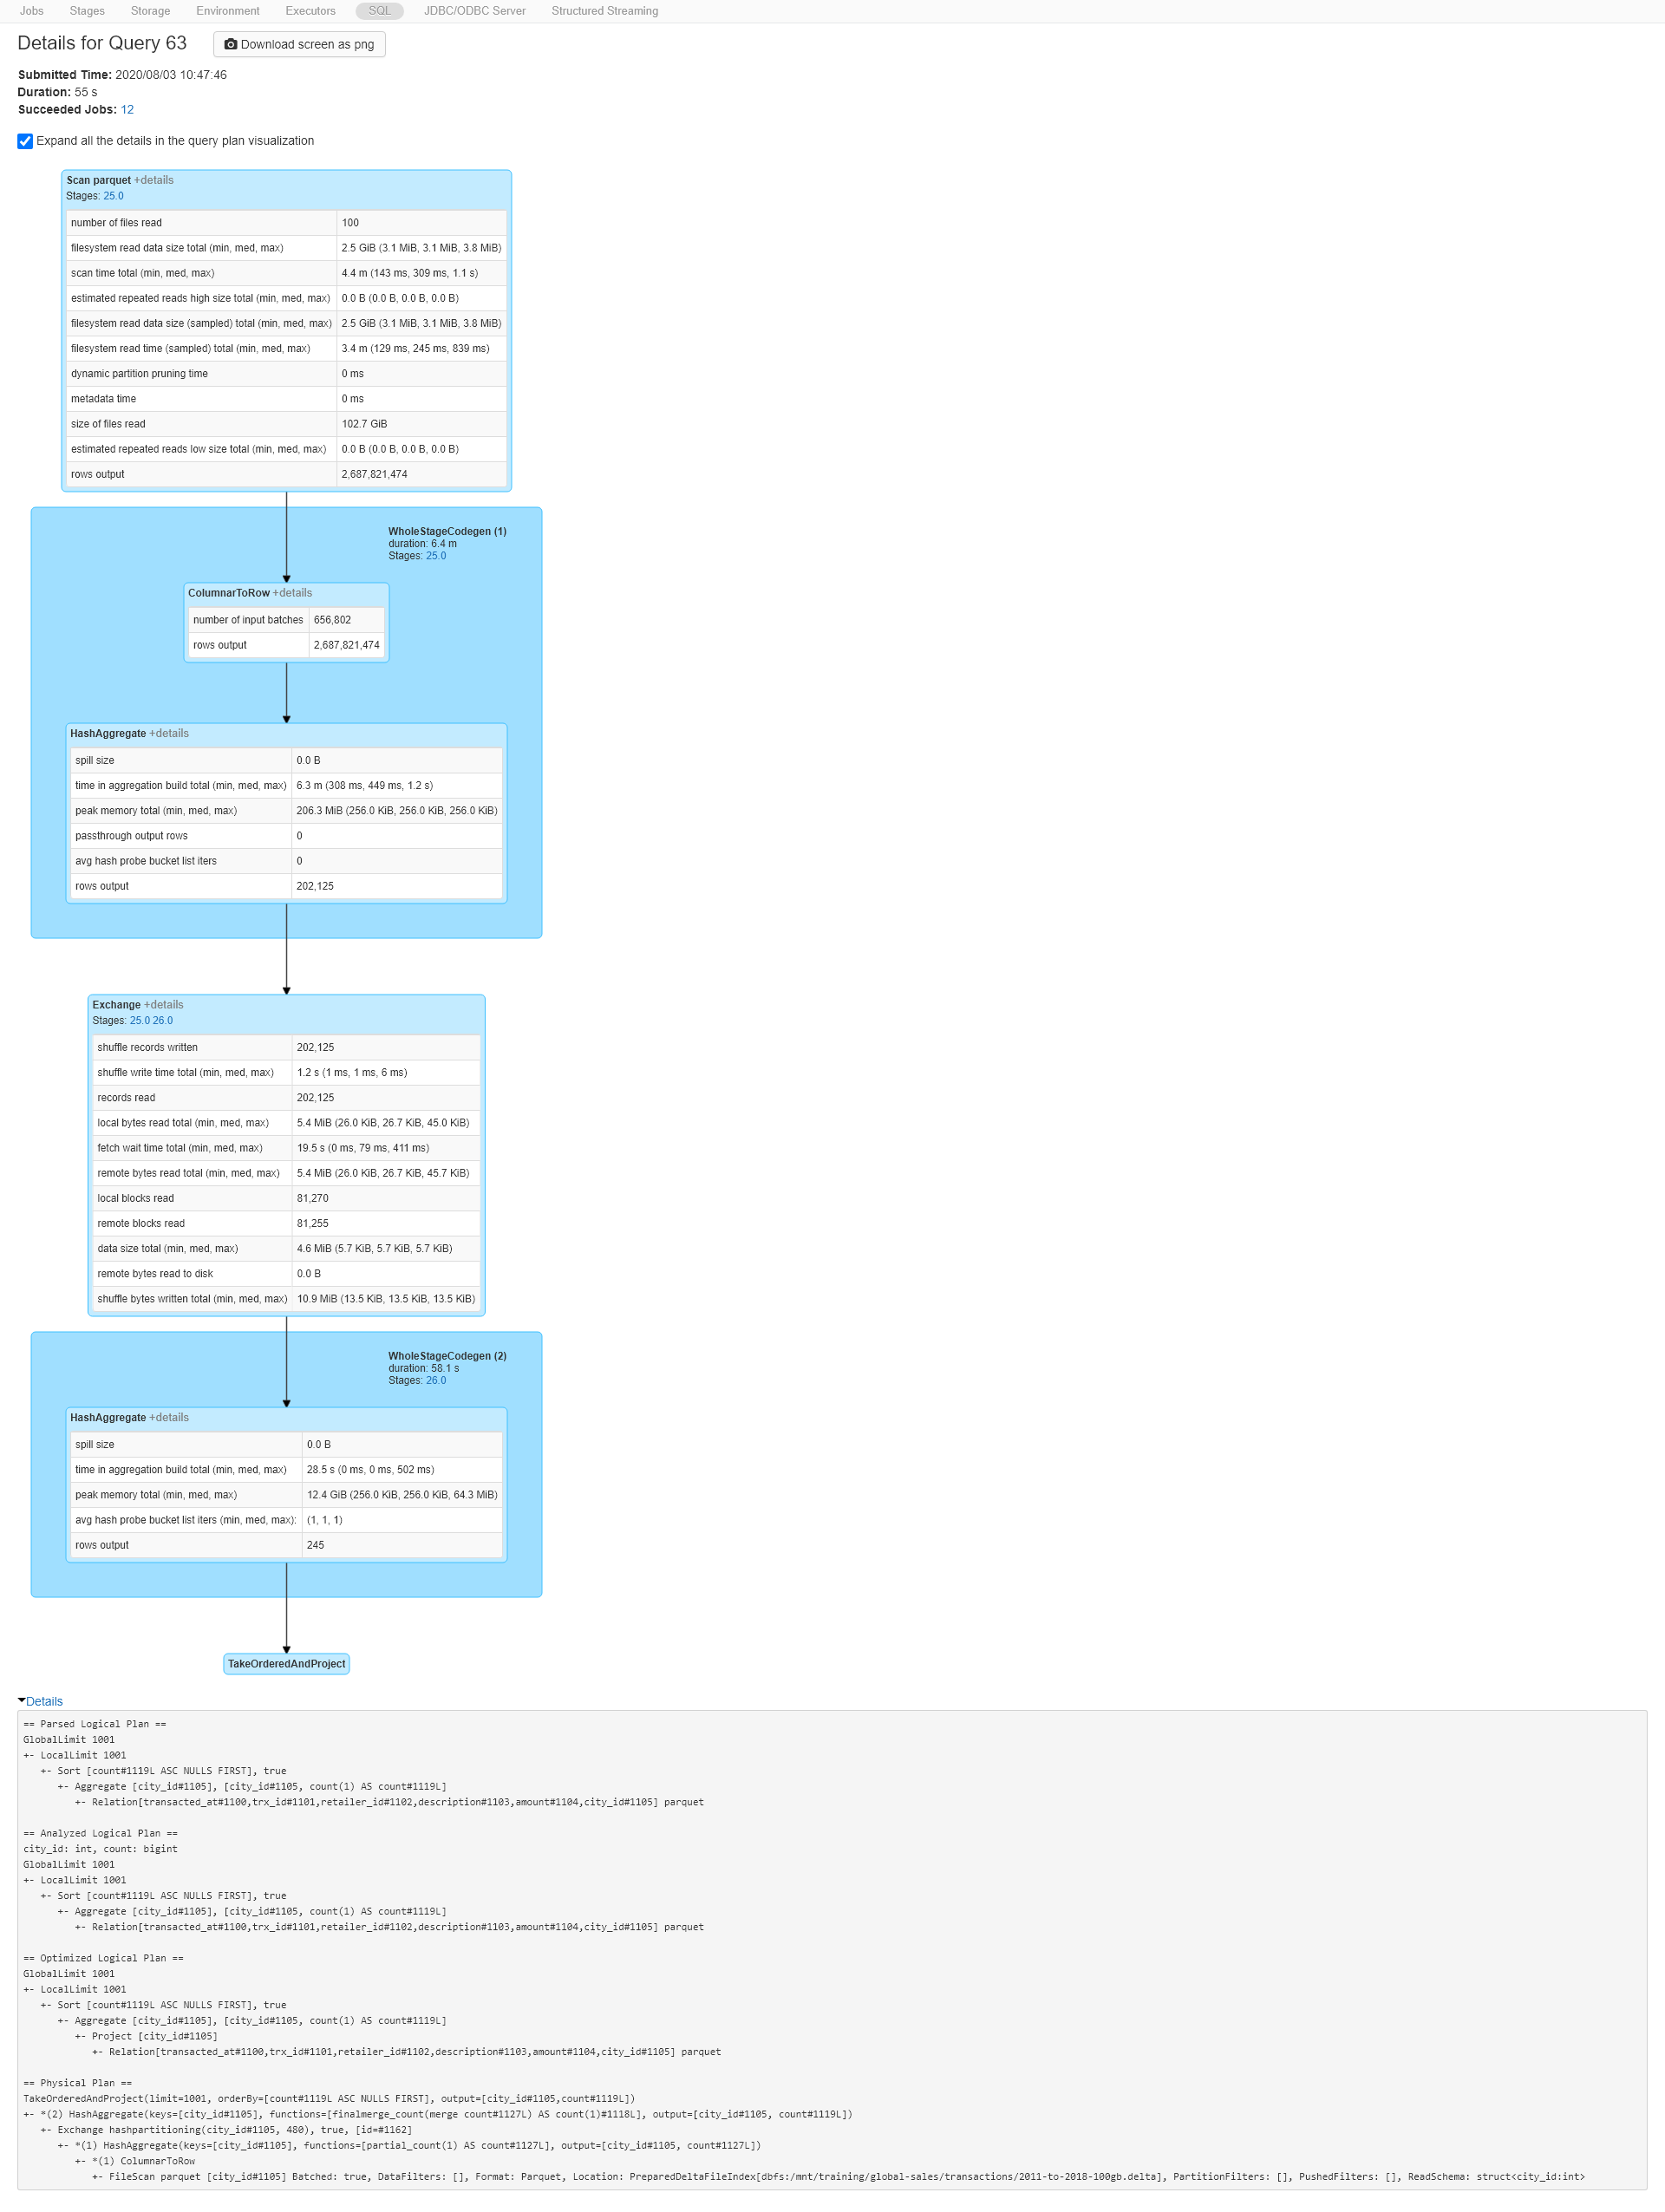 Jobs Stages Storage Environment Executors SQL JDBC/ODBC Server Structured Streaming
Details for Query 63 Download screen as png
Submitted Time: 2020/08/03 10:47:46
Duration: 55 s
Succeeded Jobs: 12
Expand all the details in the query plan visualization
Scan parquet +details
Stages: 25.0
number of files read 100
filesystem read data size total (min, med, max) 2.5 GiB (3.1 MiB, 3.1 MiB, 3.8 MiB)
scan time total (min, med, max) 4.4 m (143 ms, 309 ms, 1.1 s)
estimated repeated reads high size total (min, med, max) 0.0 B (0.0 B, 0.0 B, 0.0 B)
filesystem read data size (sampled) total (min, med, max) 2.5 GiB (3.1 MiB, 3.1 MiB, 3.8 MiB)
filesystem read time (sampled) total (min, med, max) 3.4 m (129 ms, 245 ms, 839 ms)
dynamic partition pruning time 0 ms
metadata time 0 ms
size of files read 102.7 GiB
estimated repeated reads low size total (min, med, max) 0.0 B (0.0 B, 0.0 B, 0.0 B)
rows output 2,687,821,474
WholeStageCodegen (1)
duration: 6.4 m
Stages: 25.0
ColumnarToRow +details
number of input batches 656,802
rows output 2,687,821,474
HashAggregate +details
spill size 0.0 B
time in aggregation build total (min, med, max) 6.3 m (308 ms, 449 ms, 1.2 s)
peak memory total (min, med, max) 206.3 MiB (256.0 KiB, 256.0 KiB, 256.0 KiB)
passthrough output rows 0
avg hash probe bucket list iters 0
rows output 202,125
Exchange +details
Stages: 25.0 26.0
shuffle records written 202,125
shuffle write time total (min, med, max) 1.2 s (1 ms, 1 ms, 6 ms)
records read 202,125
local bytes read total (min, med, max) 5.4 MiB (26.0 KiB, 26.7 KiB, 45.0 KiB)
fetch wait time total (min, med, max) 19.5 s (0 ms, 79 ms, 411 ms)
remote bytes read total (min, med, max) 5.4 MiB (26.0 KiB, 26.7 KiB, 45.7 KiB)
local blocks read 81,270
remote blocks read 81,255
data size total (min, med, max) 4.6 MiB (5.7 KiB, 5.7 KiB, 5.7 KiB)
remote bytes read to disk 0.0 B
shuffle bytes written total (min, med, max) 10.9 MiB (13.5 KiB, 13.5 KiB, 13.5 KiB)
WholeStageCodegen (2)
duration: 58.1 s
Stages: 26.0
HashAggregate +details
spill size 0.0 B
time in aggregation build total (min, med, max) 28.5 s (0 ms, 0 ms, 502 ms)
peak memory total (min, med, max) 12.4 GiB (256.0 KiB, 256.0 KiB, 64.3 MiB)
avg hash probe bucket list iters (min, med, max): (1, 1, 1)
rows output 245
TakeOrderedAndProject
Details
== Parsed Logical Plan ==
GlobalLimit 1001
+- LocalLimit 1001
   +- Sort [count#1119L ASC NULLS FIRST], true
      +- Aggregate [city_id#1105], [city_id#1105, count(1) AS count#1119L]
         +- Relation[transacted_at#1100,trx_id#1101,retailer_id#1102,description#1103,amount#1104,city_id#1105] parquet

== Analyzed Logical Plan ==
city_id: int, count: bigint
GlobalLimit 1001
+- LocalLimit 1001
   +- Sort [count#1119L ASC NULLS FIRST], true
      +- Aggregate [city_id#1105], [city_id#1105, count(1) AS count#1119L]
         +- Relation[transacted_at#1100,trx_id#1101,retailer_id#1102,description#1103,amount#1104,city_id#1105] parquet

== Optimized Logical Plan ==
GlobalLimit 1001
+- LocalLimit 1001
   +- Sort [count#1119L ASC NULLS FIRST], true
      +- Aggregate [city_id#1105], [city_id#1105, count(1) AS count#1119L]
         +- Project [city_id#1105]
            +- Relation[transacted_at#1100,trx_id#1101,retailer_id#1102,description#1103,amount#1104,city_id#1105] parquet

== Physical Plan ==
TakeOrderedAndProject(limit=1001, orderBy=[count#1119L ASC NULLS FIRST], output=[city_id#1105,count#1119L])
+- *(2) HashAggregate(keys=[city_id#1105], functions=[finalmerge_count(merge count#1127L) AS count(1)#1118L], output=[city_id#1105, count#1119L])
   +- Exchange hashpartitioning(city_id#1105, 480), true, [id=#1162]
      +- *(1) HashAggregate(keys=[city_id#1105], functions=[partial_count(1) AS count#1127L], output=[city_id#1105, count#1127L])
         +- *(1) ColumnarToRow
            +- FileScan parquet [city_id#1105] Batched: true, DataFilters: [], Format: Parquet, Location: PreparedDeltaFileIndex[dbfs:/mnt/training/global-sales/transactions/2011-to-2018-100gb.delta], PartitionFilters: [], PushedFilters: [], ReadSchema: struct<city_id:int>